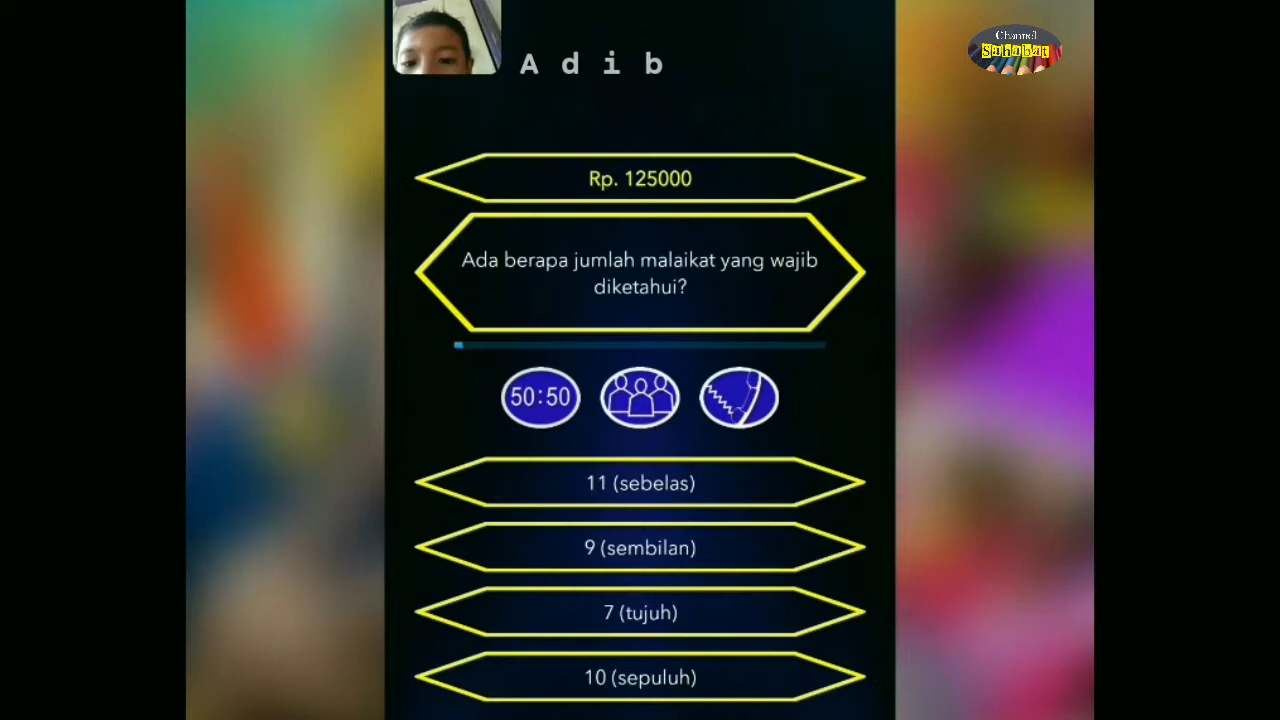 Channel
Sahabat
A d i b
Rp. 125000
Ada berapa jumlah malaikat yang wajib
diketahui?
50:50
11 (sebelas)
9 (sembilan)
7 (tujuh)
10 (sepuluh)